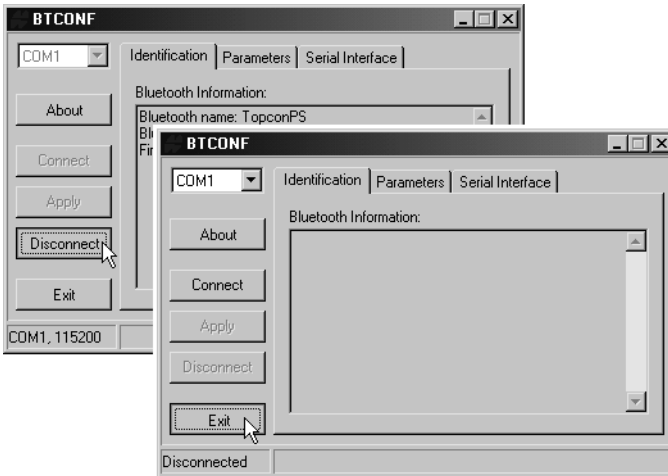 BTCONF
COM1
Identification
Parameters
Serial Interface
Bluetooth Information:
About
Bluetooth name: TopconPS
Connect
Apply
Disconnect
Exit
COM1, 115200
BTCONF
COM1
Identification
Parameters
Serial Interface
Bluetooth Information:
About
Connect
Apply
Disconnect
Exit
Disconnected